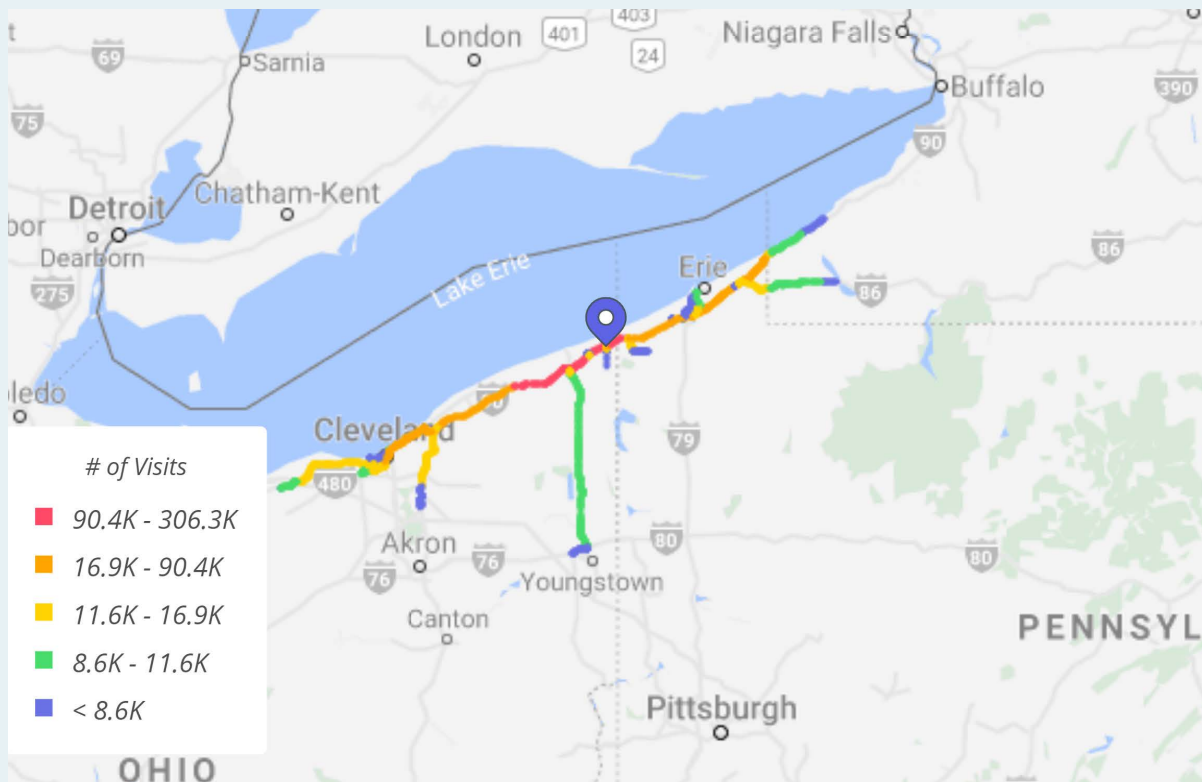 t
69
London
401
403
24
Niagara Falls
Sarnia
Buffalo
390
75
90
Chatham-Kent
Detroit
bor
Dearborn
Lake Erie
Erie
86
86
275
ledo
90
Cleveland
480
79
Akron
76
76
80
80
Youngstown
Canton
PENNSYL
Pittsburgh
OHIO
# of Visits
90.4K - 306.3K
16.9K - 90.4K
11.6K - 16.9K
8.6K - 11.6K
< 8.6K